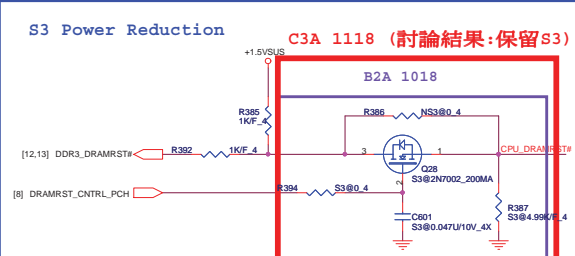 S3 Power Reduction
C3A 1118 (討論結果:保留S3)
+1.5VSUS
B2A 1018
R385
1K/F_4
R386
NS3@0_4
[12,13] DDR3_DRAMRST#
R392
1K/F_4
3
1
CPU_DRAMRST#
Q28
S3@2N7002_200MA
2
[8] DRAMRST_CNTRL_PCH
R394
S3@0_4
R387
S3@4.99K/F_4
C601
S3@0.047U/10V_4X